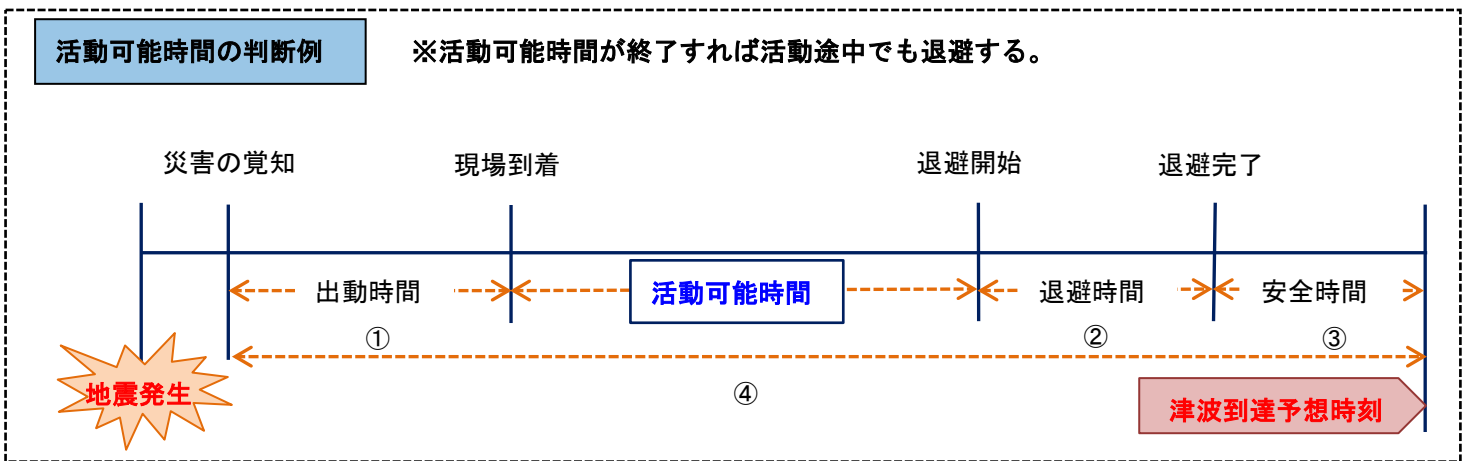 活動可能時間の判断例
※活動可能時間が終了すれば活動途中でも退避する。
災害の覚知
現場到着
退避開始
退避完了
出動時間
活動可能時間
退避時間
安全時間
①
②
③
地震発生
④
津波到達予想時刻